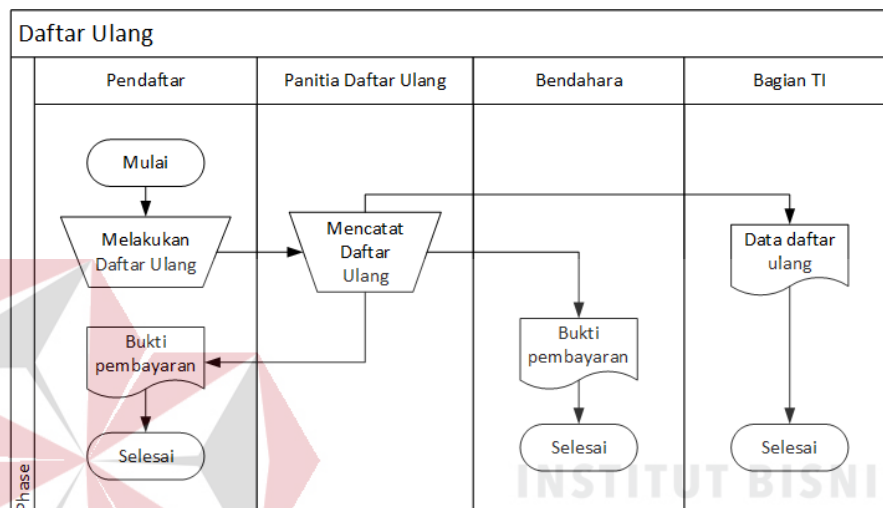 Daftar Ulang
Pendaftar
Panitia Daftar Ulang
Bendahara
Bagian TI
Mulai
Melakukan
Daftar Ulang
Mencatat
Daftar
Ulang
Data daftar
ulang
Bukti
pembayaran
Bukti
pembayaran
Selesai
Selesai
Selesai
Phase
INSTITUT BISNI